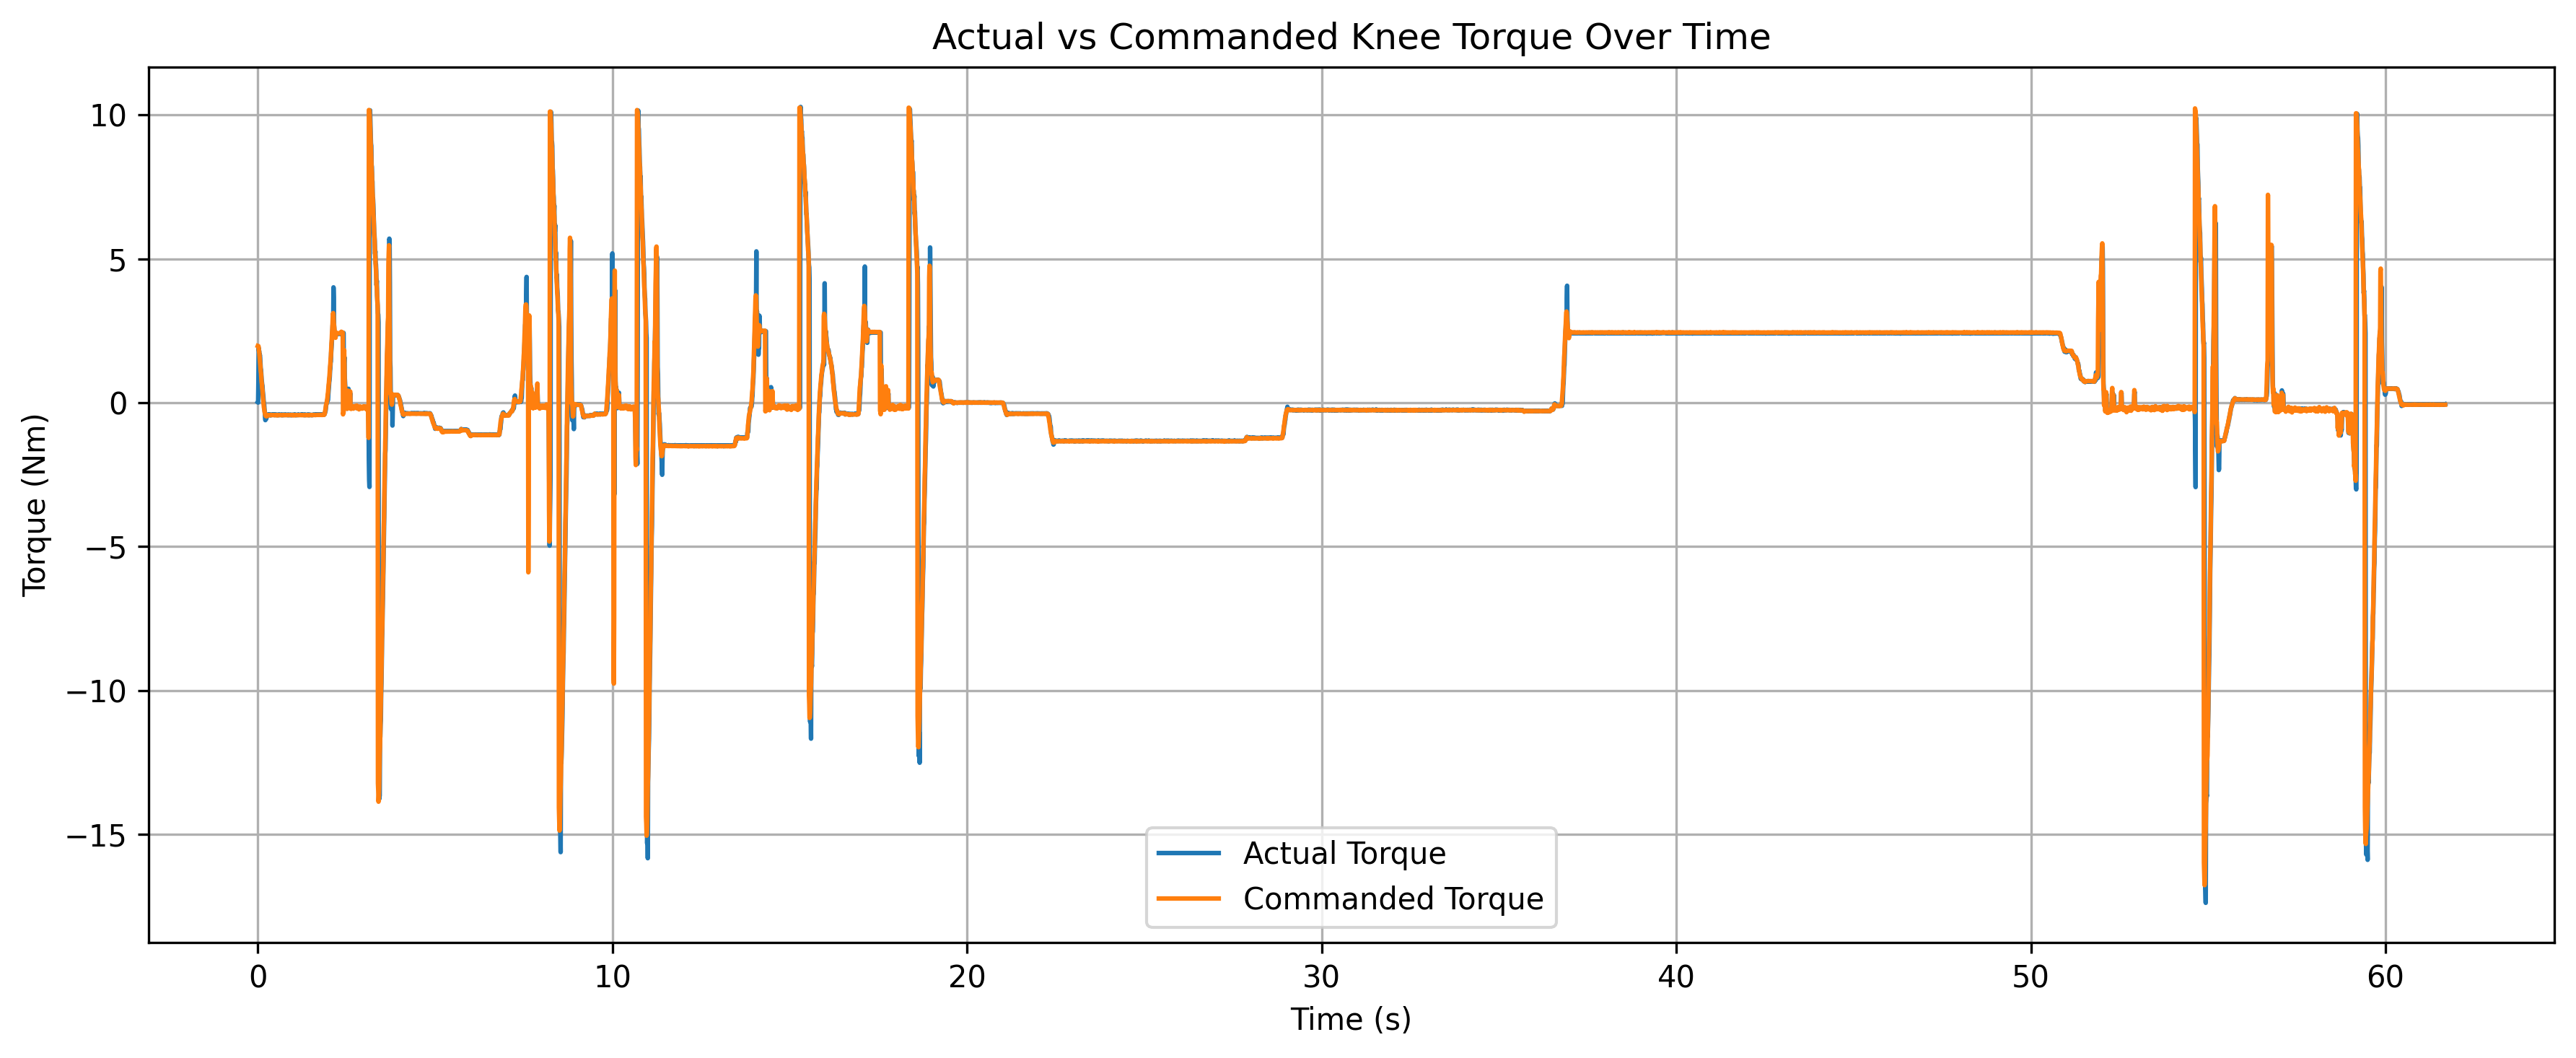 Actual vs Commanded Knee Torque Over Time
Torque (Nm)
10
5
0
−5
−10
−15
Actual Torque
Commanded Torque
0 10 20 30 40 50 60
Time (s)